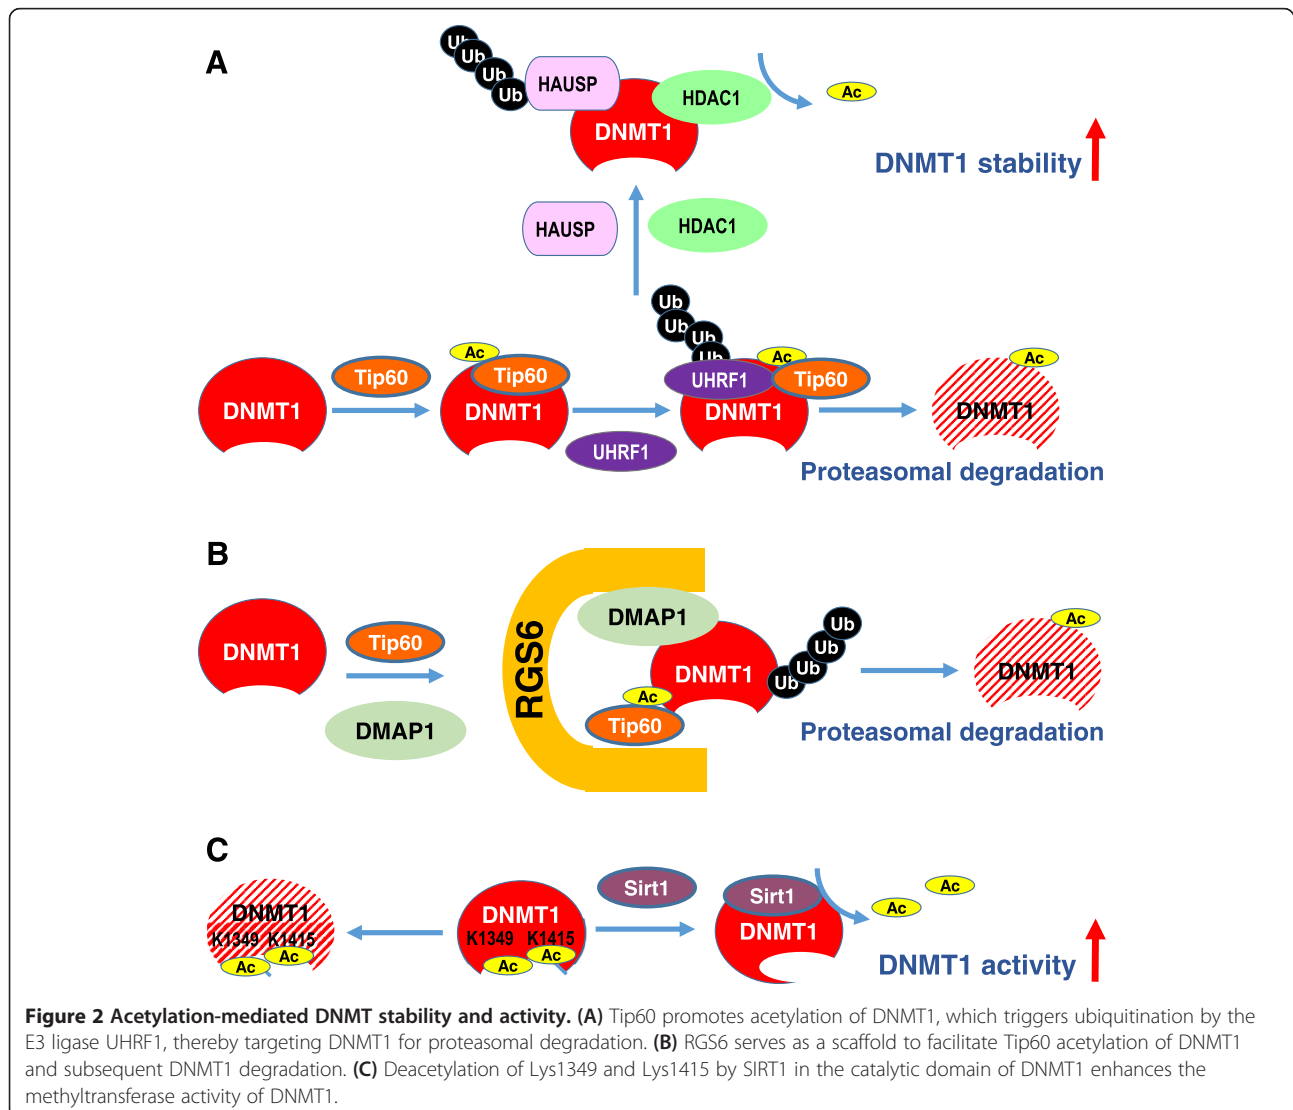 A
Ub
Ub
Ub
Ub
HAUSP
HDAC1
DNMT1
Ac
DNMT1 stability
HAUSP
HDAC1
Ub
Ub
Ub
Ub
Ac
Ac
Ac
Tip60
Tip60
UHRF1
Tip60
DNMT1
DNMT1
DNMT1
DNMT1
UHRF1
Proteasomal degradation
B
RGS6
DMAP1
Ub
Ub
Ub
Ub
Ac
Tip60
DNMT1
DNMT1
DNMT1
Ac
Tip60
DMAP1
Proteasomal degradation
C
DNMT1
K1349 K1415
Ac
Ac
DNMT1
K1349 K1415
Ac
Ac
Sirt1
Sirt1
DNMT1
Ac
Ac
DNMT1 activity
Figure 2 Acetylation-mediated DNMT stability and activity. (A) Tip60 promotes acetylation of DNMT1, which triggers ubiquitination by the
E3 ligase UHRF1, thereby targeting DNMT1 for proteasomal degradation. (B) RGS6 serves as a scaffold to facilitate Tip60 acetylation of DNMT1
and subsequent DNMT1 degradation. (C) Deacetylation of Lys1349 and Lys1415 by SIRT1 in the catalytic domain of DNMT1 enhances the
methyltransferase activity of DNMT1.